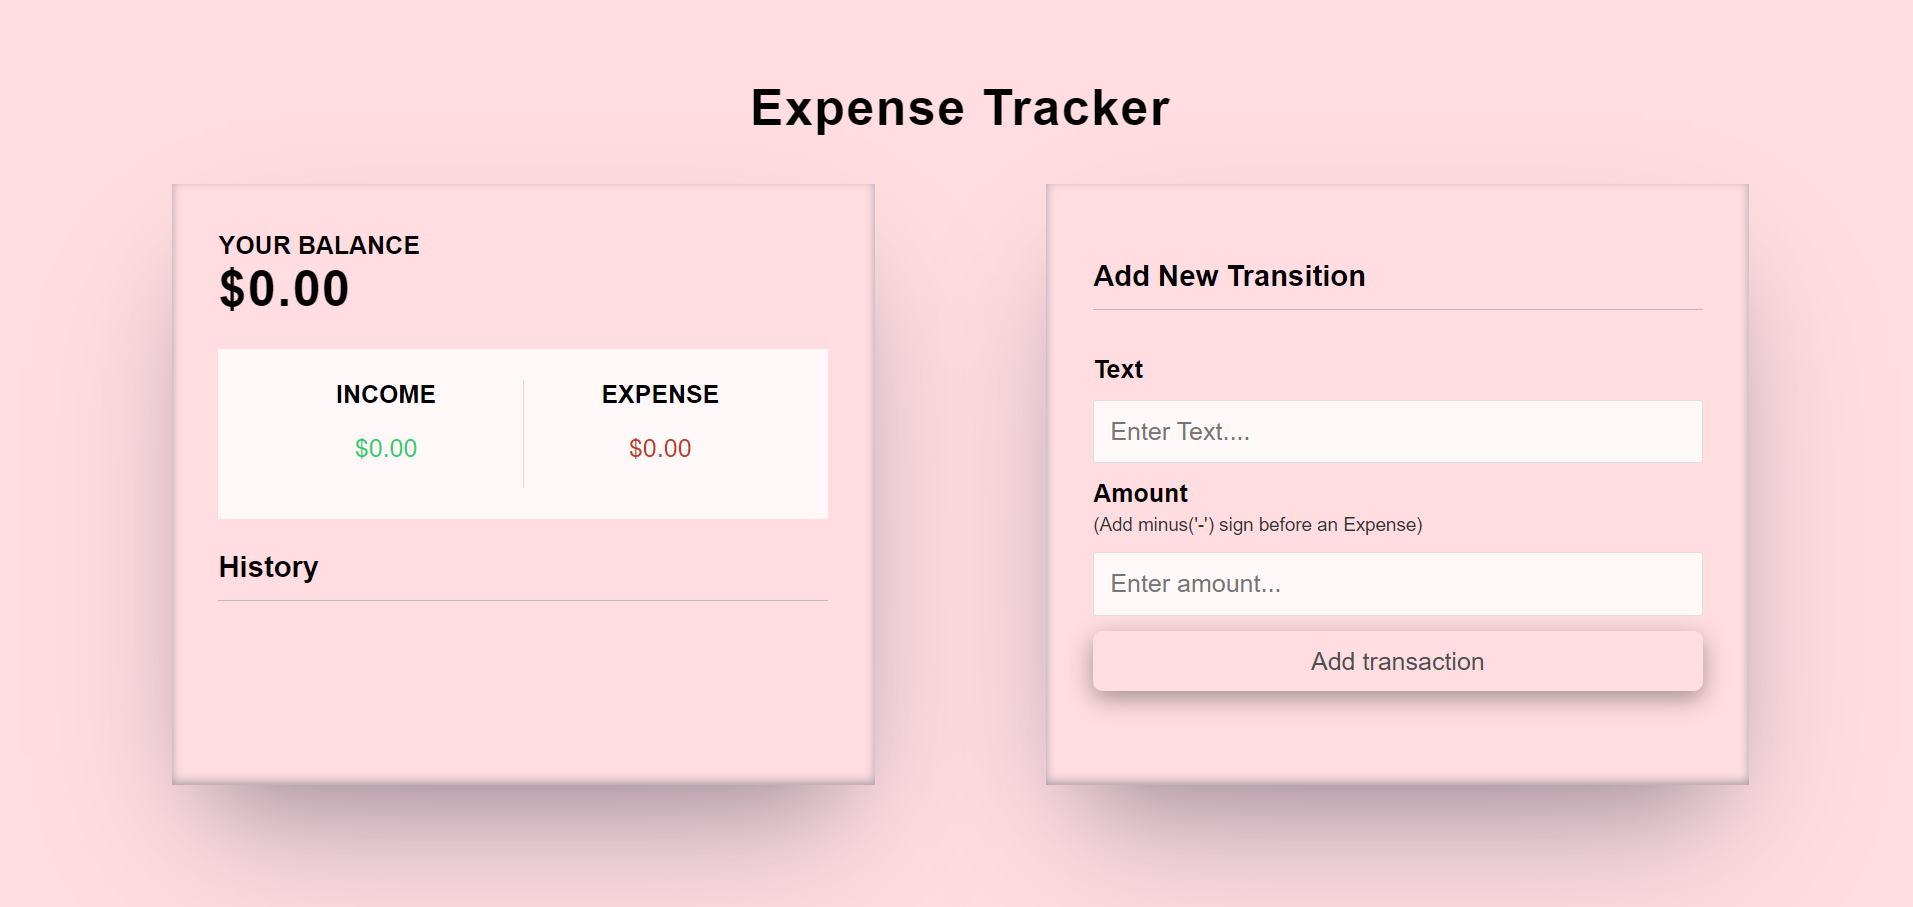 Expense Tracker
YOUR BALANCE
$0.00
INCOME
$0.00
EXPENSE
$0.00
History
Add New Transition
Text
Enter Text....
Amount
(Add minus('-') sign before an Expense)
Enter amount...
Add transaction